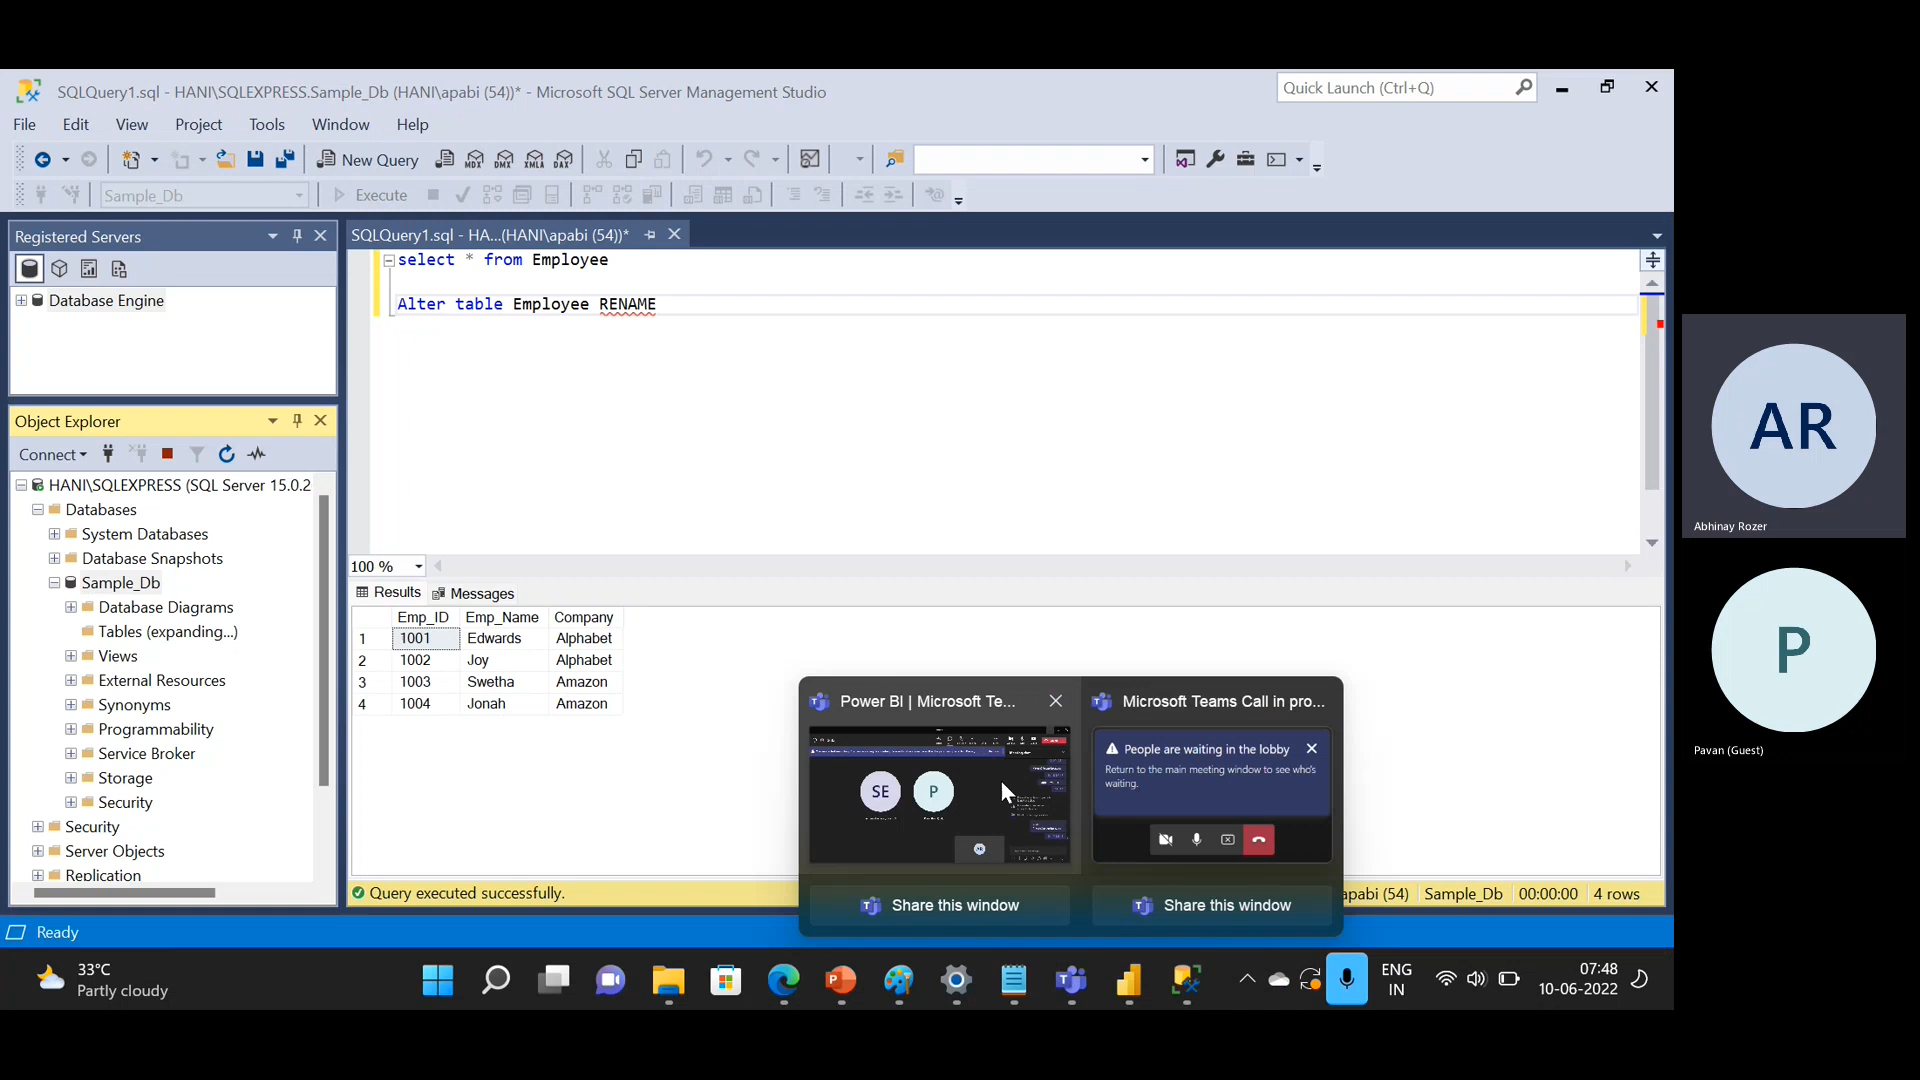 SQLQuery1.sql - HANI\SQLEXPRESS.Sample_Db (HANI\apabi (54))* - Microsoft SQL Server Management Studio
Quick Launch (Ctrl+Q)
File Edit View Project Tools Window Help
New Query
MDX DMX XMLA DAX
Sample_Db
Execute
Registered Servers
Database Engine
Object Explorer
Connect
HANI\SQLEXPRESS (SQL Server 15.0.2
Databases
System Databases
Database Snapshots
Sample_Db
Database Diagrams
Tables (expanding...)
Views
External Resources
Synonyms
Programmability
Service Broker
Storage
Security
Security
Server Objects
Replication
SQLQuery1.sql - HA...(HANI\apabi (54))*
select * from Employee
Alter table Employee RENAME
100 %
Results Messages
Emp_ID Emp_Name Company
1 1001 Edwards Alphabet
2 1002 Joy Alphabet
3 1003 Swetha Amazon
4 1004 Jonah Amazon
Query executed successfully.
apabi (54) Sample_Db 00:00:00 4 rows
Power BI | Microsoft Te...
SE P
AR
Share this window
Microsoft Teams Call in pro...
People are waiting in the lobby
Return to the main meeting window to see who's
waiting.
Share this window
Ready
33°C
Partly cloudy
ENG
IN
07:48
10-06-2022
AR
Abhinay Rozer
P
Pavan (Guest)